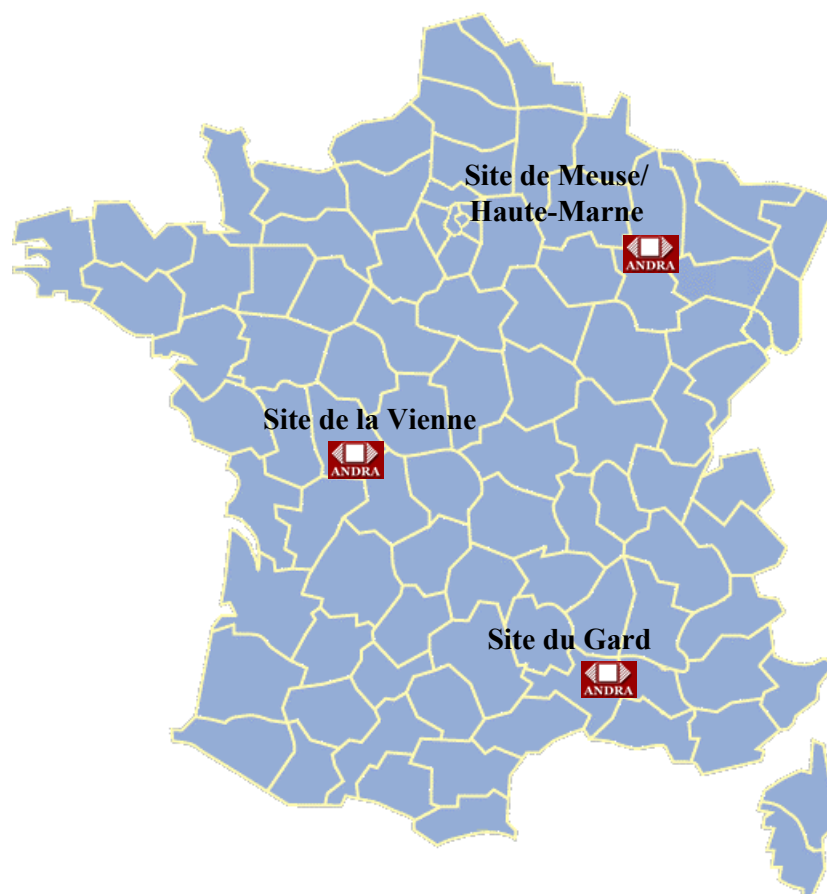 Site de Meuse/
Haute-Marne
ANDRA
Site de la Vienne
ANDRA
Site du Gard
ANDRA